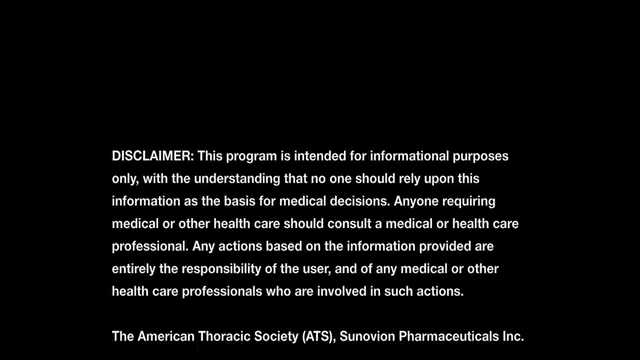 DISCLAIMER: This program is intended for informational purposes
only, with the understanding that no one should rely upon this
information as the basis for medical decisions. Anyone requiring
medical or other health care should consult a medical or health care
professional. Any actions based on the information provided are
entirely the responsibility of the user, and of any medical or other
health care professionals who are involved in such actions.
The American Thoracic Society (ATS), Sunovion Pharmaceuticals Inc.